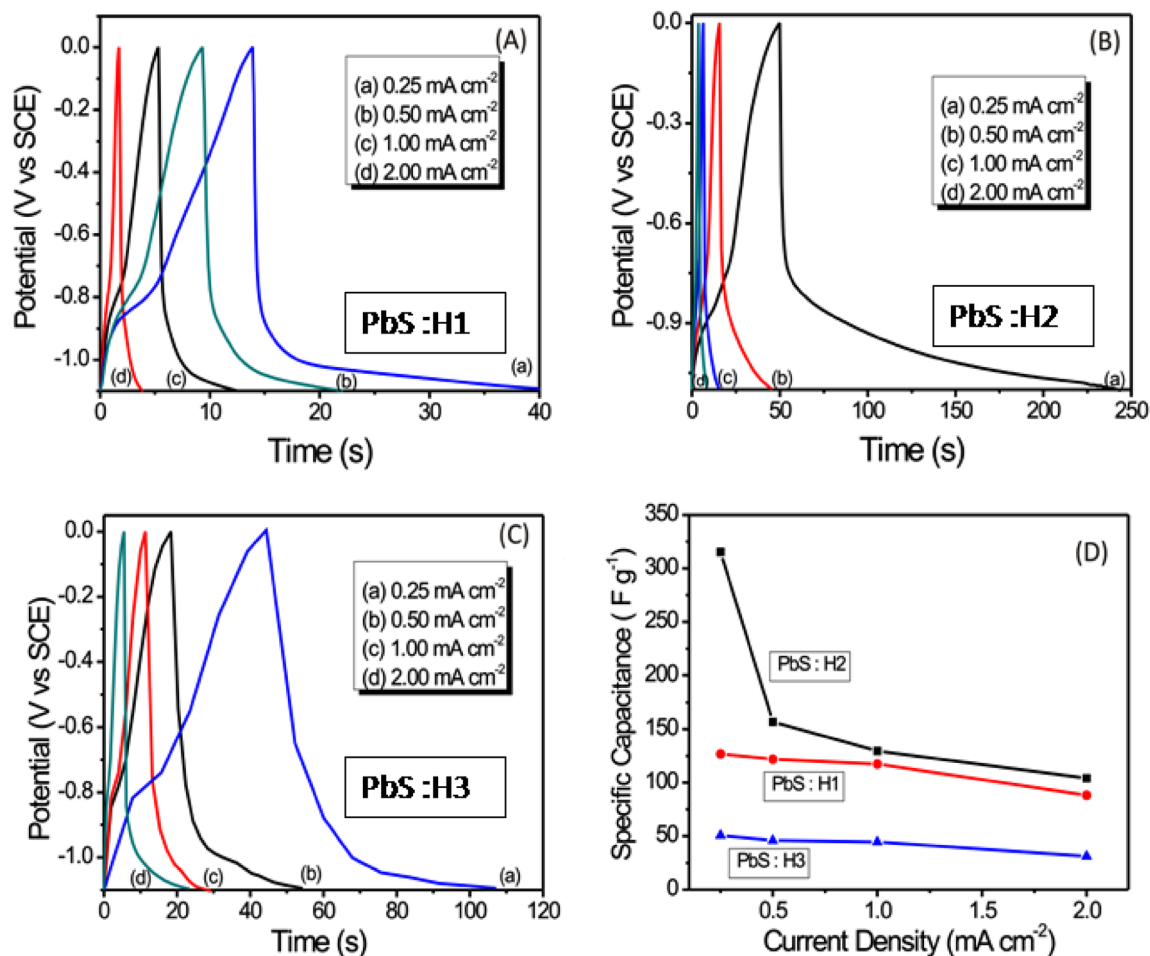 (A)
(a) 0.25 mA cm-2
(b) 0.50 mA cm-2
(c) 1.00 mA cm-2
(d) 2.00 mA cm-2
PbS :H1
Potential (V vs SCE)
0.0
-0.2
-0.4
-0.6
-0.8
-1.0
(d) (c) (b) (a)
0 10 20 30 40
Time (s)
(B)
(a) 0.25 mA cm-2
(b) 0.50 mA cm-2
(c) 1.00 mA cm-2
(d) 2.00 mA cm-2
PbS :H2
Potential (V vs SCE)
0.0
-0.3
-0.6
-0.9
(d (c) (b) (a)
0 50 100 150 200 250
Time (s)
(C)
(a) 0.25 mA cm-2
(b) 0.50 mA cm-2
(c) 1.00 mA cm-2
(d) 2.00 mA cm-2
PbS :H3
Potential (V vs SCE)
0.0
-0.2
-0.4
-0.6
-0.8
-1.0
(d) (c) (b) (a)
0 20 40 60 80 100 120
Time (s)
(D)
Specific Capacitance ( F g-1)
350
300
250
200
150
100
50
0
PbS : H2
PbS : H1
PbS : H3
0.5 1.0 1.5 2.0
Current Density (mA cm-2)